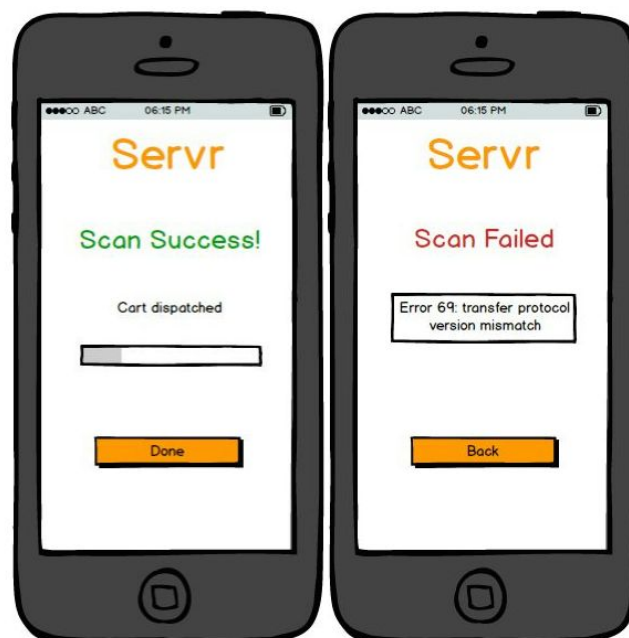 ABC 06:15 PM
Servr
Scan Success!
Cart dispatched
Done
ABC 06:15 PM
Servr
Scan Failed
Error 69: transfer protocol
version mismatch
Back